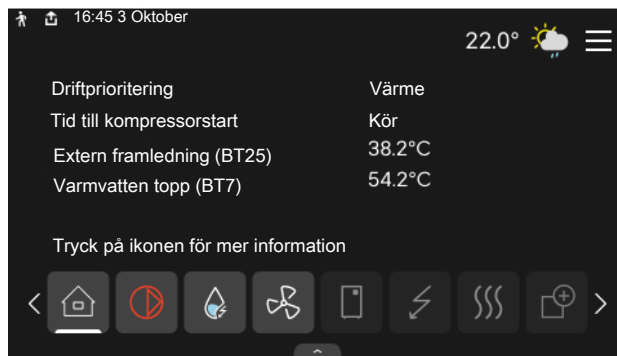 16:45 3 Oktober
22.0°
Driftprioritering Värme
Tid till kompressorstart Kör
Extern framledning (BT25) 38.2°C
Varmvatten topp (BT7) 54.2°C
Tryck på ikonen för mer information